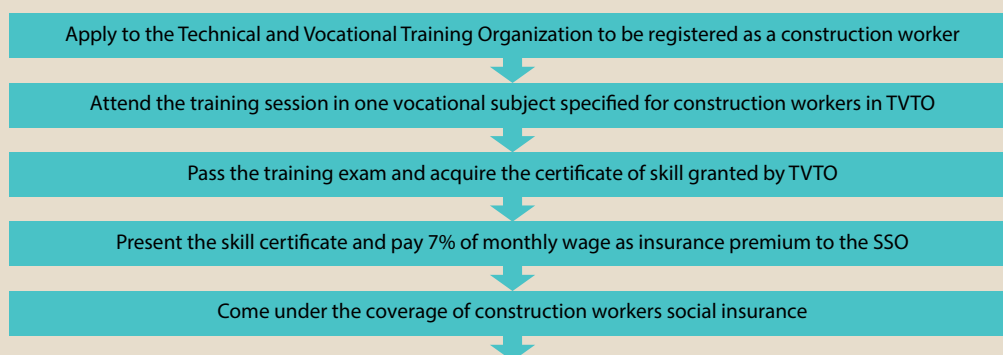 Apply to the Technical and Vocational Training Organization to be registered as a construction worker
Attend the training session in one vocational subject specified for construction workers in TVTO
Pass the training exam and acquire the certificate of skill granted by TVTO
Present the skill certificate and pay 7% of monthly wage as insurance premium to the SSO
Come under the coverage of construction workers social insurance